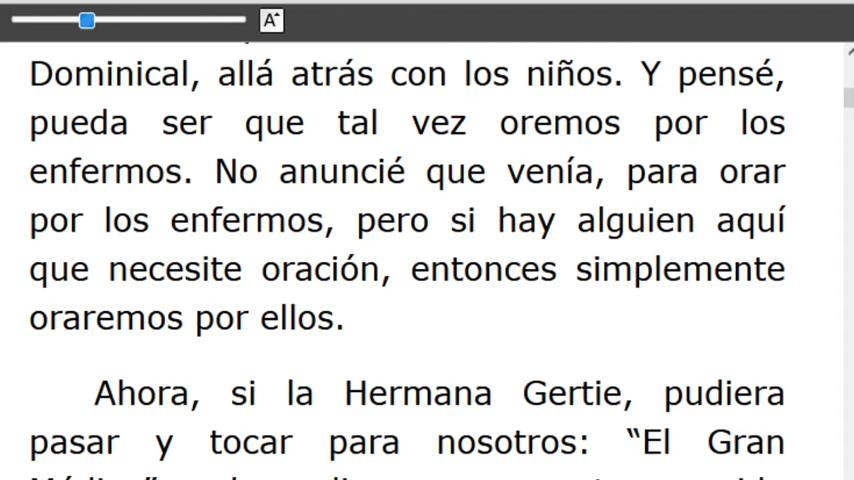 A
Dominical, allá atrás con los niños. Y pensé,
pueda ser que tal vez oremos por los
enfermos. No anuncié que venía, para orar
por los enfermos, pero si hay alguien aquí
que necesite oración, entonces simplemente
oraremos por ellos.
Ahora, si la Hermana Gertie, pudiera
pasar y tocar para nosotros: “El Gran